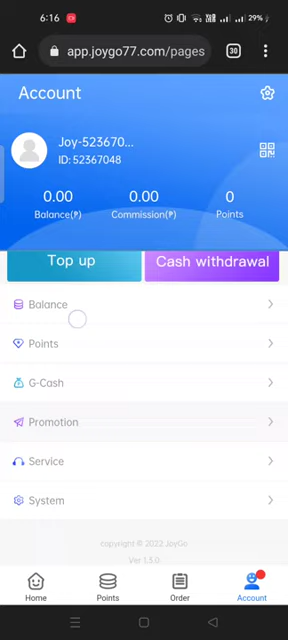 6:16
29%
app.joygo77.com/pages
30
Account
Joy-523670...
ID: 52367048
0.00
0.00
0
Balance(₱)
Commission(₱)
Points
Top up
Cash withdrawal
Balance
Points
G-Cash
Promotion
Service
System
copyright © 2022 JoyGo
Ver 1.3.0
Home
Points
Order
Account